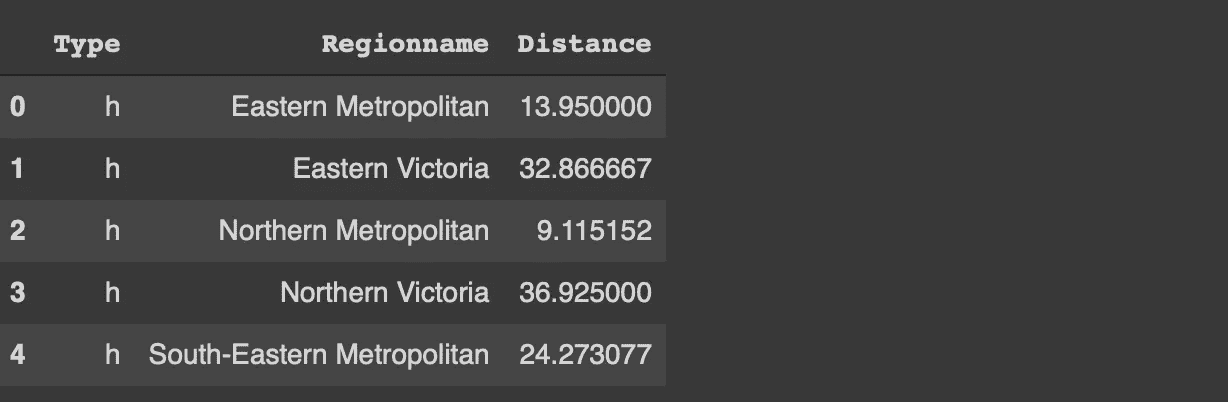 Type Regionname Distance
0 h Eastern Metropolitan 13.950000
1 h Eastern Victoria 32.866667
2 h Northern Metropolitan 9.115152
3 h Northern Victoria 36.925000
4 h South-Eastern Metropolitan 24.273077